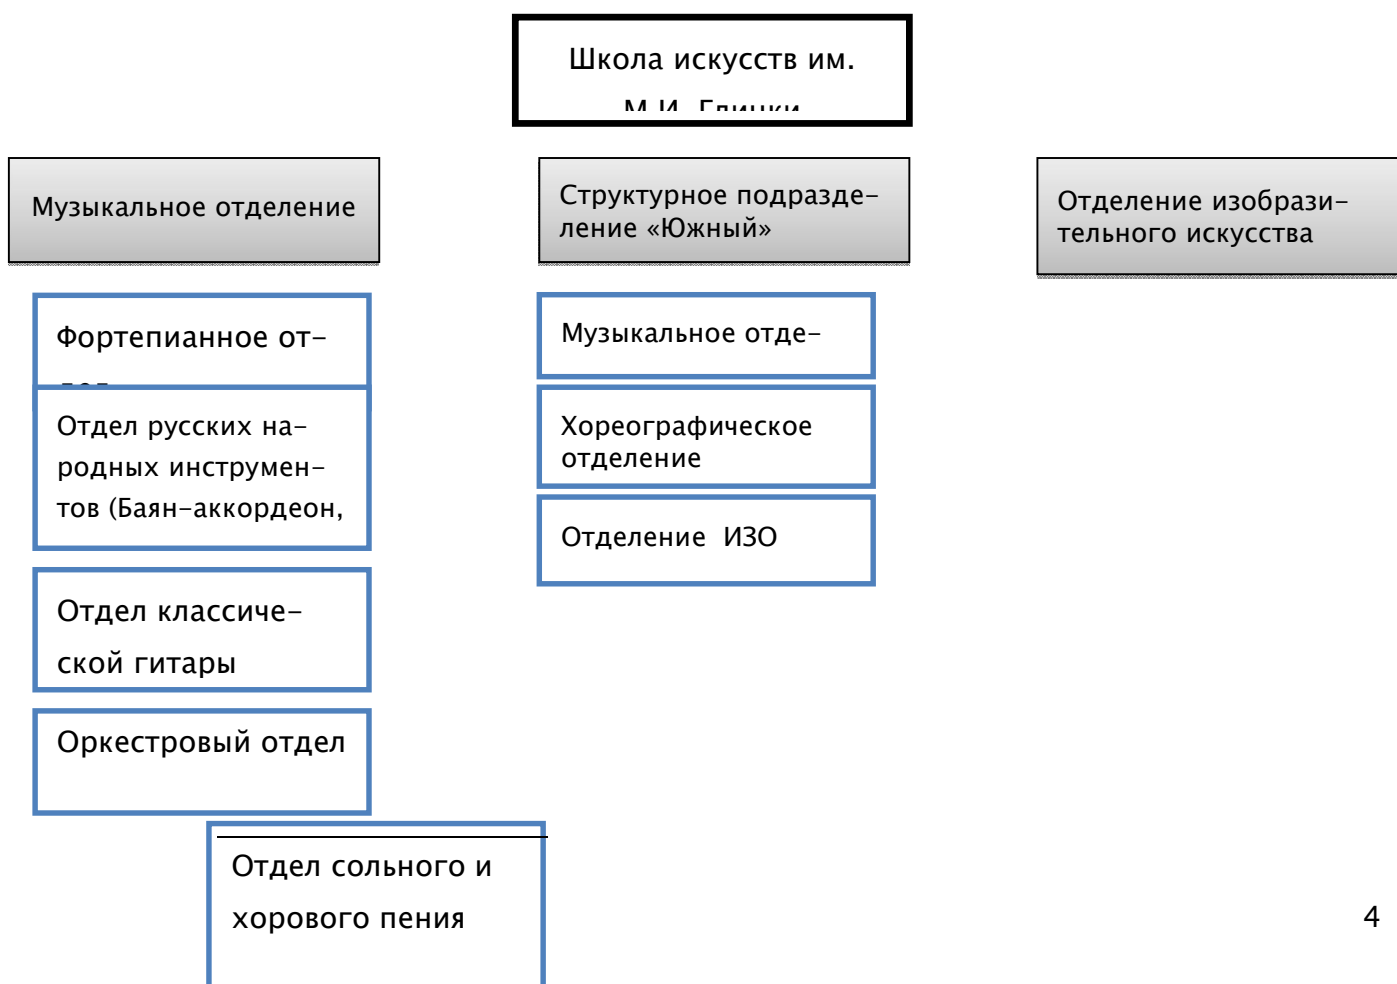 Школа искусств им.
М.И. Глинки
Музыкальное отделение
Структурное подразде-
ление «Южный»
Отделение изобрази-
тельного искусства
Фортепианное от-
Отдел русских на-
родных инструмен-
тов (Баян-аккордеон,
Отдел классиче-
ской гитары
Оркестровый отдел
Отдел сольного и
хорового пения
Музыкальное отде-
Хореографическое
отделение
Отделение ИЗО
4